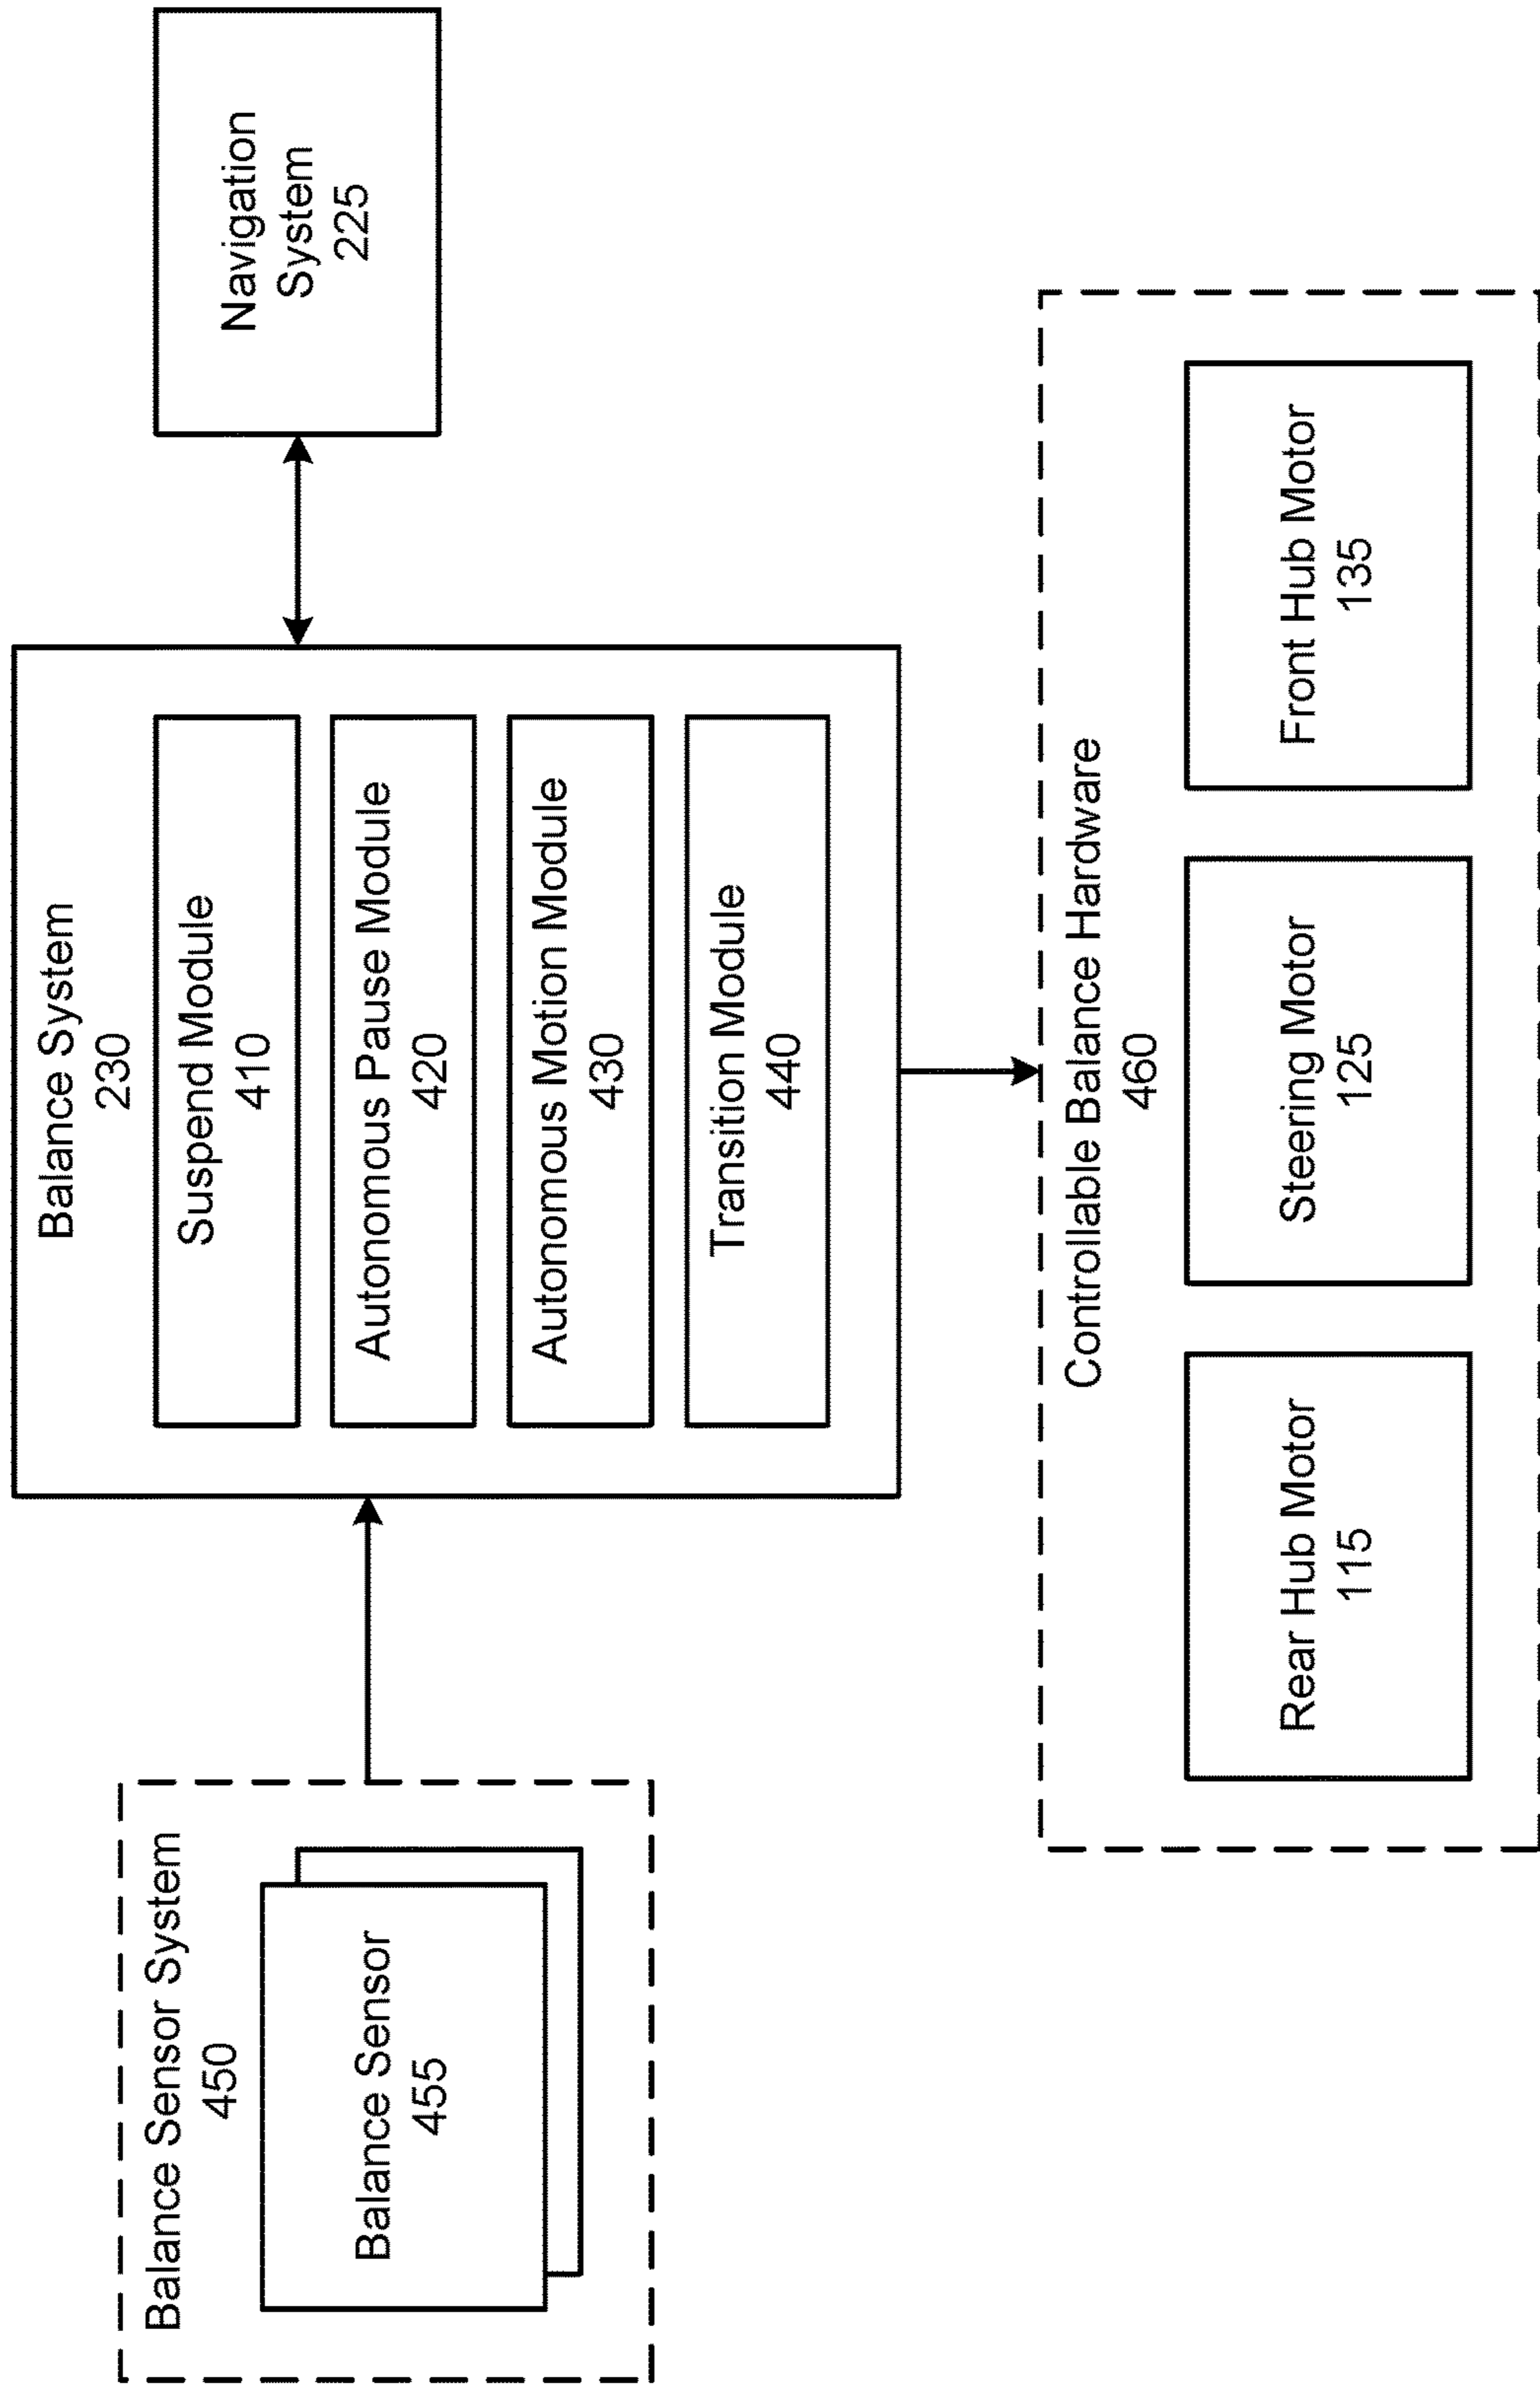 Balance Sensor System
450
Balance Sensor
455
Balance System
230
Suspend Module
410
Autonomous Pause Module
420
Autonomous Motion Module
430
Transition Module
440
Navigation
System
225
Controllable Balance Hardware
460
Rear Hub Motor
115
Steering Motor
125
Front Hub Motor
135